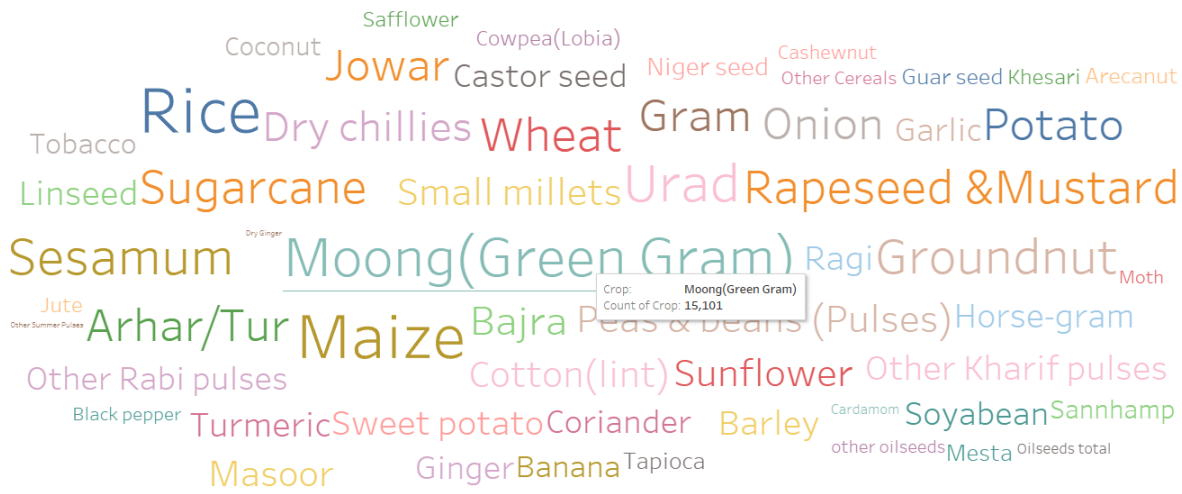 Safflower
Coconut
Cowpea(Lobia)
Jowar
Castor seed
Niger seed
Cashewnut
Other Cereals
Guar seed
Khesari
Arecanut
Rice
Dry chillies
Wheat
Gram
Onion
Garlic
Potato
Tobacco
Linseed
Sugarcane
Small millets
Urad
Rapeseed &Mustard
Sesamum
Dry Ginger
Moong(Green Gram)
Ragi
Groundnut
Moth
Crop: Moong(Green Gram)
Count of Crop: 15,101
Jute
Other Summer Pulses
Arhar/Tur
Maize
Bajra
Peas & beans (Pulses)
Horse-gram
Other Rabi pulses
Cotton(lint)
Sunflower
Other Kharif pulses
Black pepper
Turmeric
Sweet potato
Coriander
Barley
Cardamom
Soyabean
Sannhamp
Masoor
Ginger
Banana
Tapioca
other oilseeds
Mesta
Oilseeds total